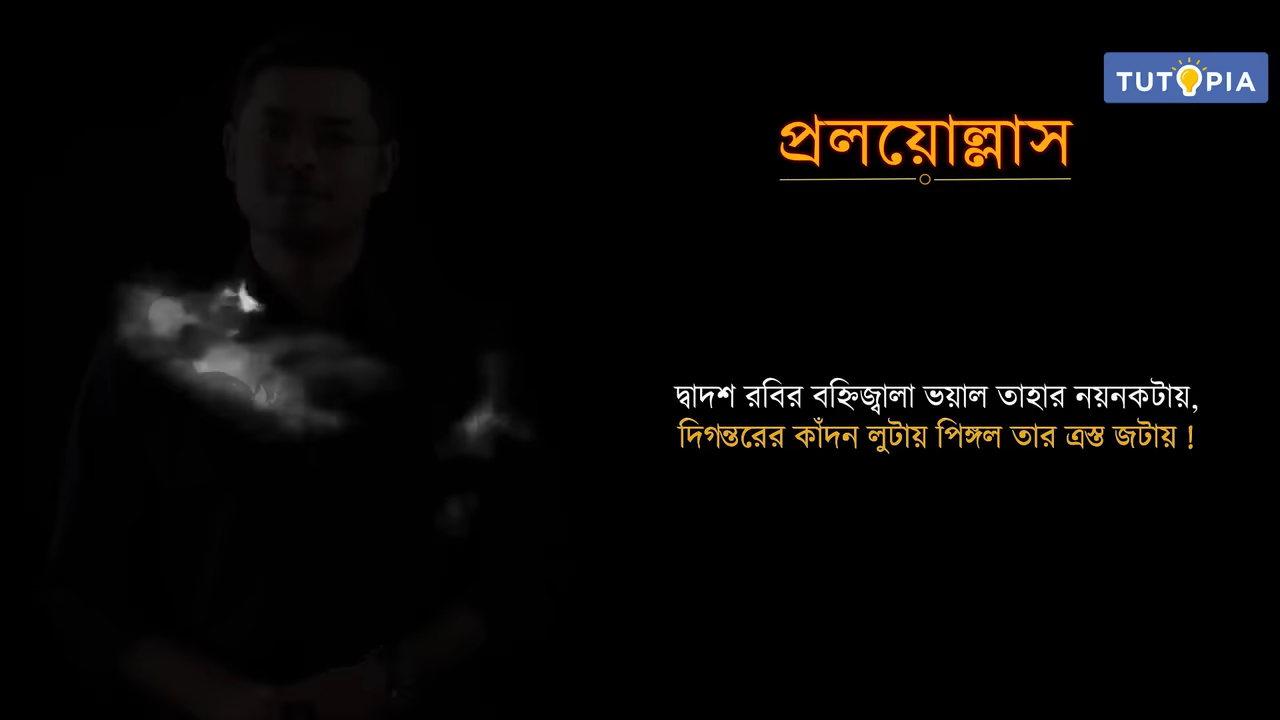 TUTOPIA
প্রলয়োল্লাস
দ্বাদশ রবির বহ্নিজ্বালা ভয়াল তাহার নয়নকটায়,
দিগন্তরের কাঁদন লুটায় পিঙ্গল তার ত্রস্ত জটায় !